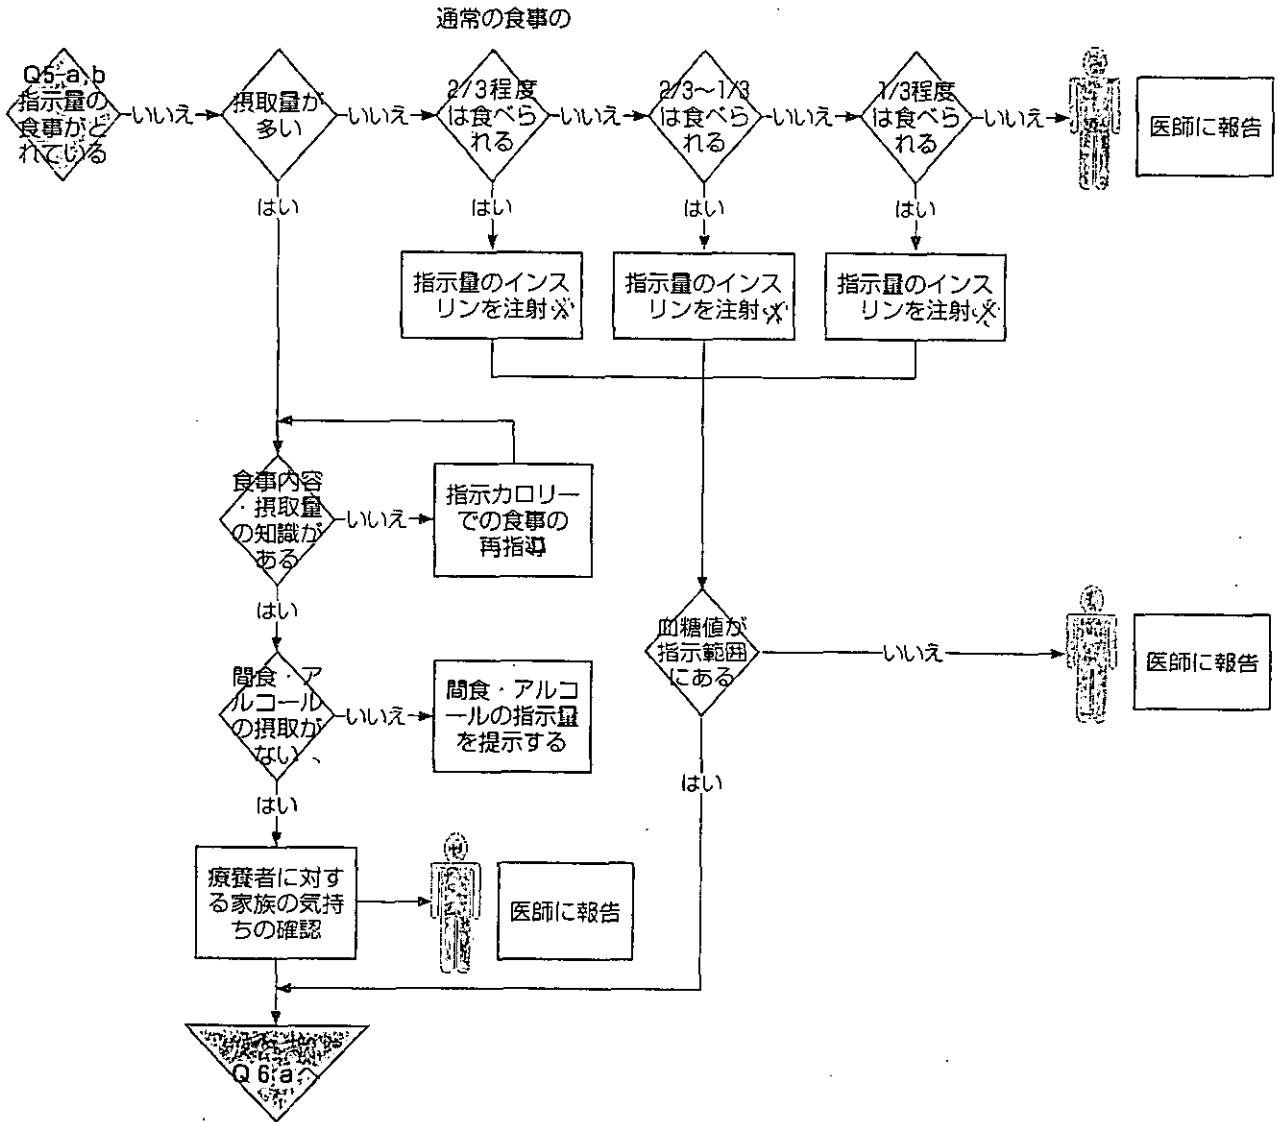 通常の食事の
Q5-a,b
指示量の
食事がと
れている
いいえ
摂取量が
多い
いいえ
2/3程度
は食べら
れる
いいえ
2/3～1/3
は食べら
れる
いいえ
1/3程度
は食べら
れる
いいえ
医師に報告
はい
はい
はい
はい
指示量のインス
リンを注射※
指示量のインス
リンを注射※
指示量のインス
リンを注射※
食事内容
・摂取量
の知識が
ある
いいえ
指示カロリー
での食事の
再指導
はい
血糖値が
指示範囲
にある
いいえ
医師に報告
間食・ア
ルコール
の摂取が
ない
いいえ
間食・アルコ
ールの指示量
を提示する
はい
はい
療養者に対す
る家族の気持
ちの確認
医師に報告
Q6aへ